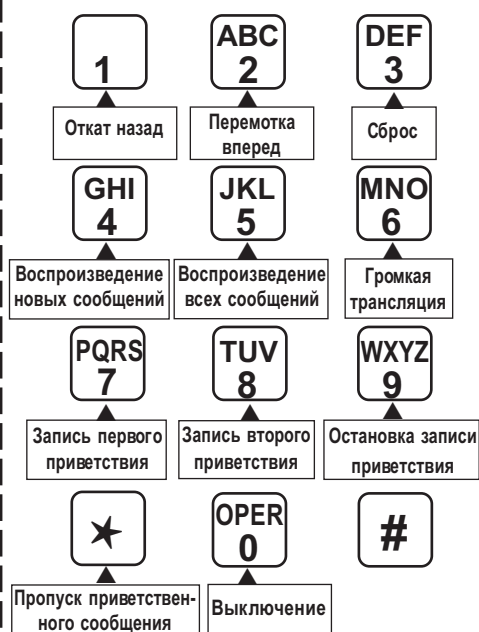 ABC DEF
1 2 3
Откат назад Перемотка Сброс
вперед
GHI JKL MNO
4 5 6
Воспроизведение Воспроизведение Громкая
новых сообщений всех сообщений трансляция
PQRS TUV WXYZ
7 8 9
Запись первого Запись второго Остановка записи
приветствия приветствия приветствия
* OPER #
0
Пропуск приветствен- Выключение
ного сообщения